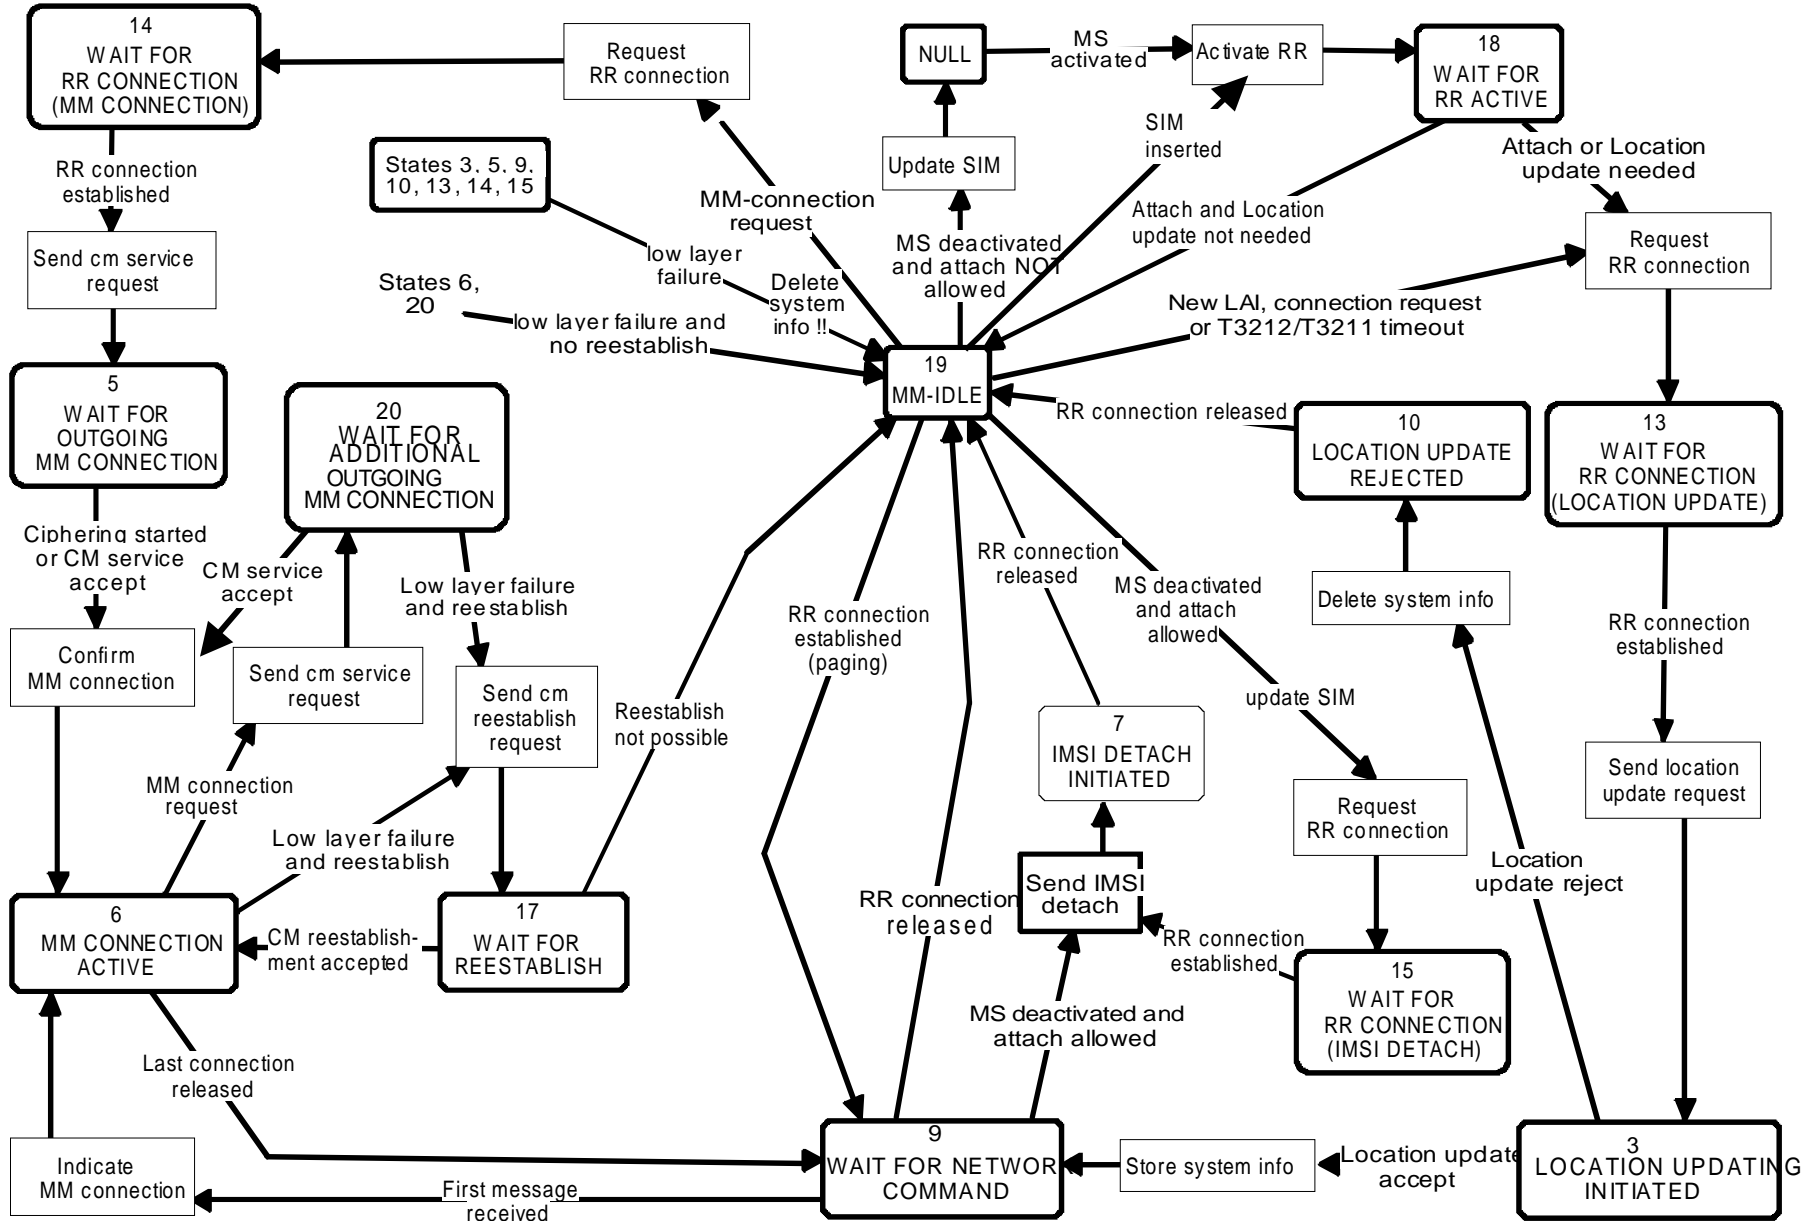 14
WAIT FOR
RR CONNECTION
(MM CONNECTION)
Request
RR connection
NULL
MS
activated
Activate RR
18
WAIT FOR
RR ACTIVE
RR connection
established
States 3, 5, 9,
10, 13, 14, 15
Update SIM
SIM
inserted
Attach or Location
update needed
MM-connection
request
Attach and Location
update not needed
Send cm service
request
low layer
failure
MS deactivated
and attach NOT
allowed
Request
RR connection
States 6,
20
Delete
system
info !!
low layer failure and
no reestablish
New LAI, connection request
or T3212/T3211 timeout
5
WAIT FOR
OUTGOING
MM CONNECTION
20
WAIT FOR
ADDITIONAL
OUTGOING
MM CONNECTION
19
MM-IDLE
RR connection released
10
LOCATION UPDATE
REJECTED
13
WAIT FOR
RR CONNECTION
(LOCATION UPDATE)
Ciphering started
or CM service
accept
CM service
accept
Low layer failure
and reestablish
RR connection
released
MS deactivated
and attach
allowed
Delete system info
RR connection
established
(paging)
RR connection
established
Confirm
MM connection
Send cm service
request
Send cm
reestablish
request
Reestablish
not possible
update SIM
7
IMSI DETACH
INITIATED
Send location
update request
MM connection
request
Request
RR connection
Low layer failure
and reestablish
Location
update reject
Send IMSI
detach
RR connection
released
6
MM CONNECTION
ACTIVE
CM reestablish-
ment accepted
17
WAIT FOR
REESTABLISH
RR connection
established
15
WAIT FOR
RR CONNECTION
(IMSI DETACH)
MS deactivated and
attach allowed
Last connection
released
9
WAIT FOR NETWOR
COMMAND
Store system info
Location update
accept
3
LOCATION UPDATING
INITIATED
Indicate
MM connection
First message
received